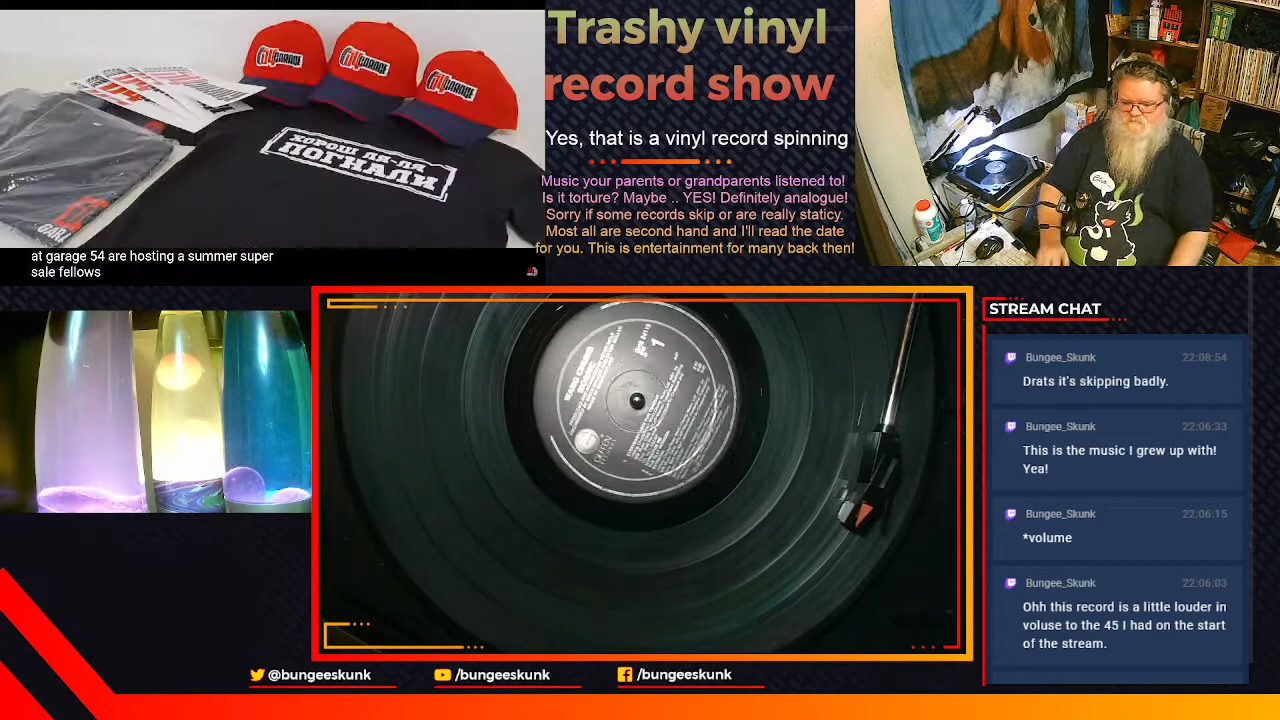 GARAGE
GARAGE
GARAGE
ХОРОШ ЛЯ ЛЯ
ПОГНАЛИ
at garage 54 are hosting a summer super
sale fellows
Trashy vinyl
record show
Yes, that is a vinyl record spinning
Music your parents or grandparents listened to!
Is it torture? Maybe .. YES! Definitely analogue!
Sorry if some records skip or are really staticy.
Most all are second hand and I'll read the date
for you. This is entertainment for many back then!
1
STREAM CHAT
Bungee_Skunk 22:08:54
Drats it's skipping badly.
Bungee_Skunk 22:06:33
This is the music I grew up with!
Yea!
Bungee_Skunk 22:06:15
*volume
Bungee_Skunk 22:06:03
Ohh this record is a little louder in
voluse to the 45 I had on the start
of the stream.
@bungeeskunk
/bungeeskunk
/bungeeskunk